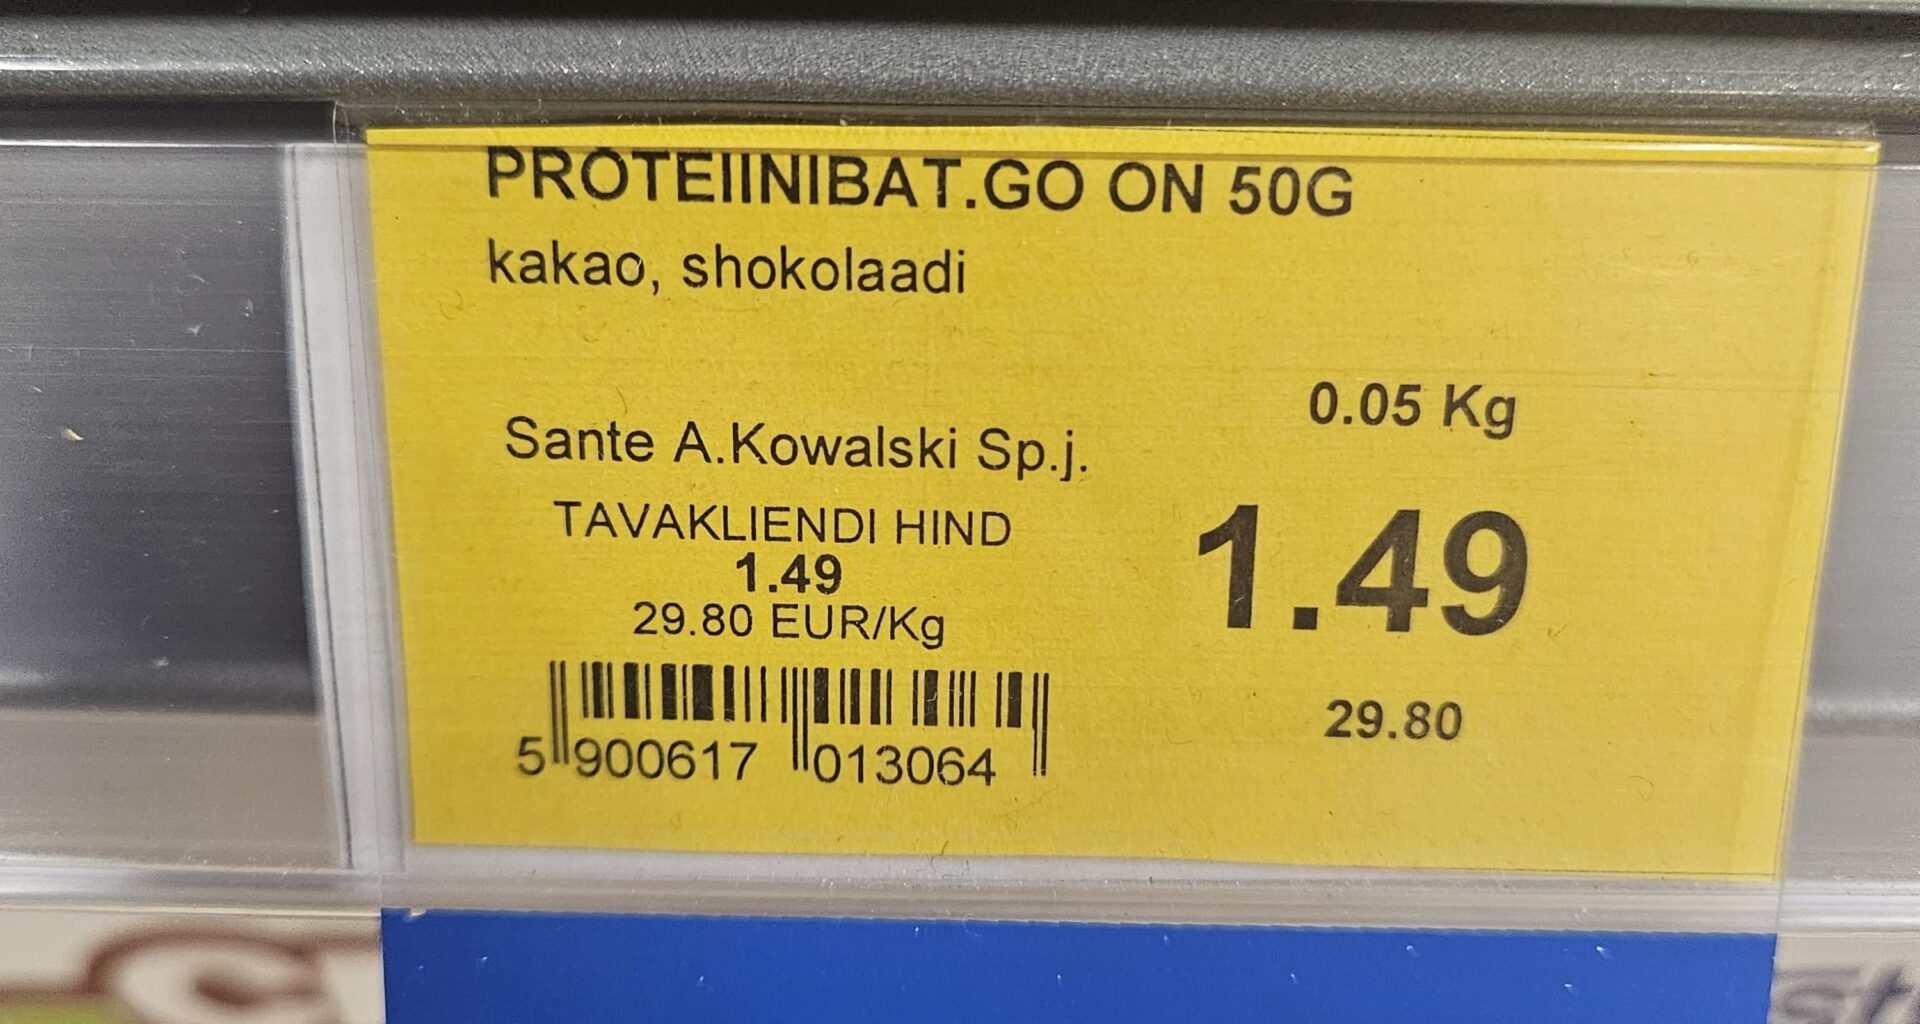 PROTEIINIBAT.GO ON 50G
kakao, shokolaadi
0.05 Kg
Sante A.Kowalski Sp.j.
TAVAKLIENDI HIND
1.49
29.80 EUR/Kg
1.49
29.80
5 900617 013064